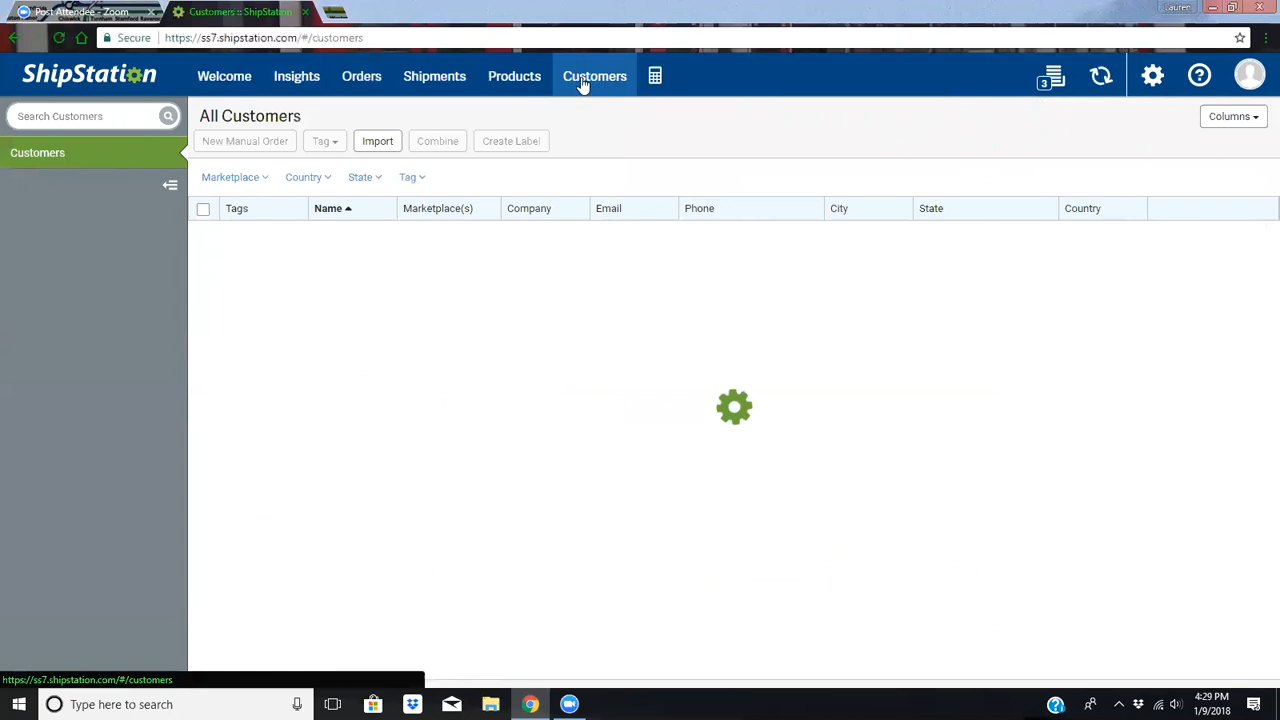 Post Attendee - Zoom
Customers :: ShipStation
Lauren
Secure
https://ss7.shipstation.com/#/customers
ShipStation
Welcome
Insights
Orders
Shipments
Products
Customers
3
Search Customers
All Customers
Columns
New Manual Order
Tag
Import
Combine
Create Label
Customers
Marketplace
Country
State
Tag
Tags
Name
Marketplace(s)
Company
Email
Phone
City
State
Country
https://ss7.shipstation.com/#/customers
Type here to search
4:29 PM
1/9/2018